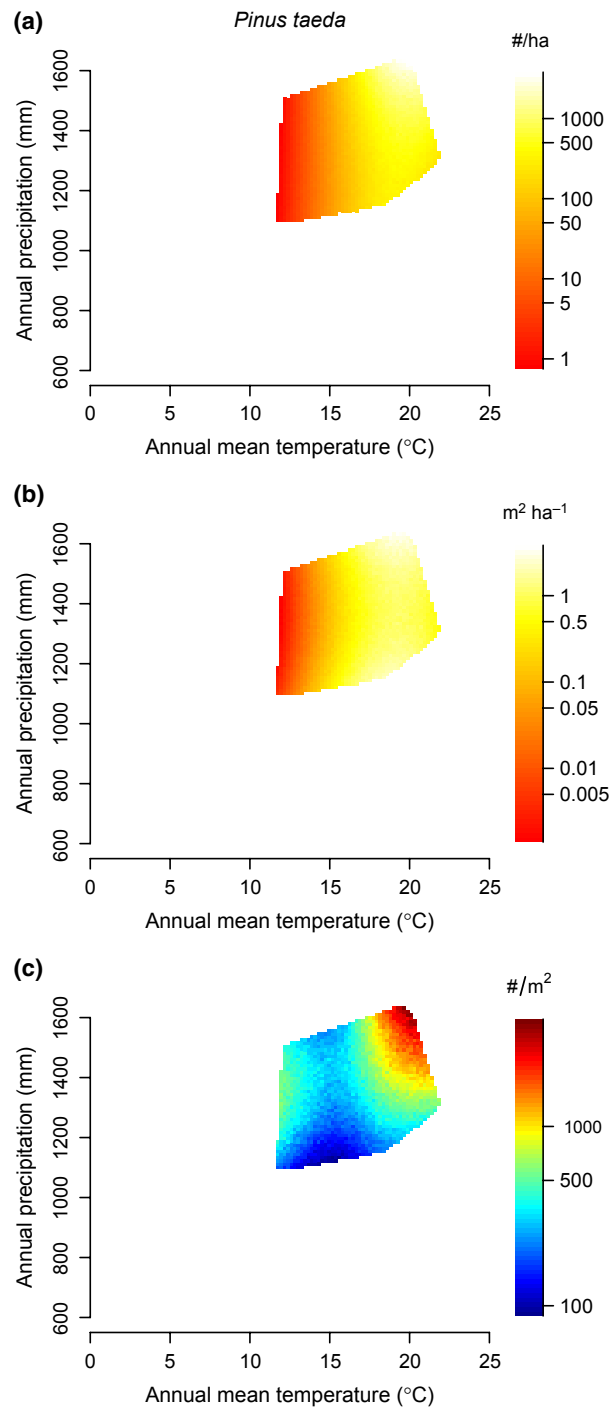 (a)
Pinus taeda
#/ha
Annual precipitation (mm)
1600
1400
1200
1000
800
600
0 5 10 15 20 25
Annual mean temperature (°C)
1000
500
100
50
10
5
1
(b)
m² ha⁻¹
Annual precipitation (mm)
1600
1400
1200
1000
800
600
0 5 10 15 20 25
Annual mean temperature (°C)
1
0.5
0.1
0.05
0.01
0.005
(c)
#/m²
Annual precipitation (mm)
1600
1400
1200
1000
800
600
0 5 10 15 20 25
Annual mean temperature (°C)
1000
500
100